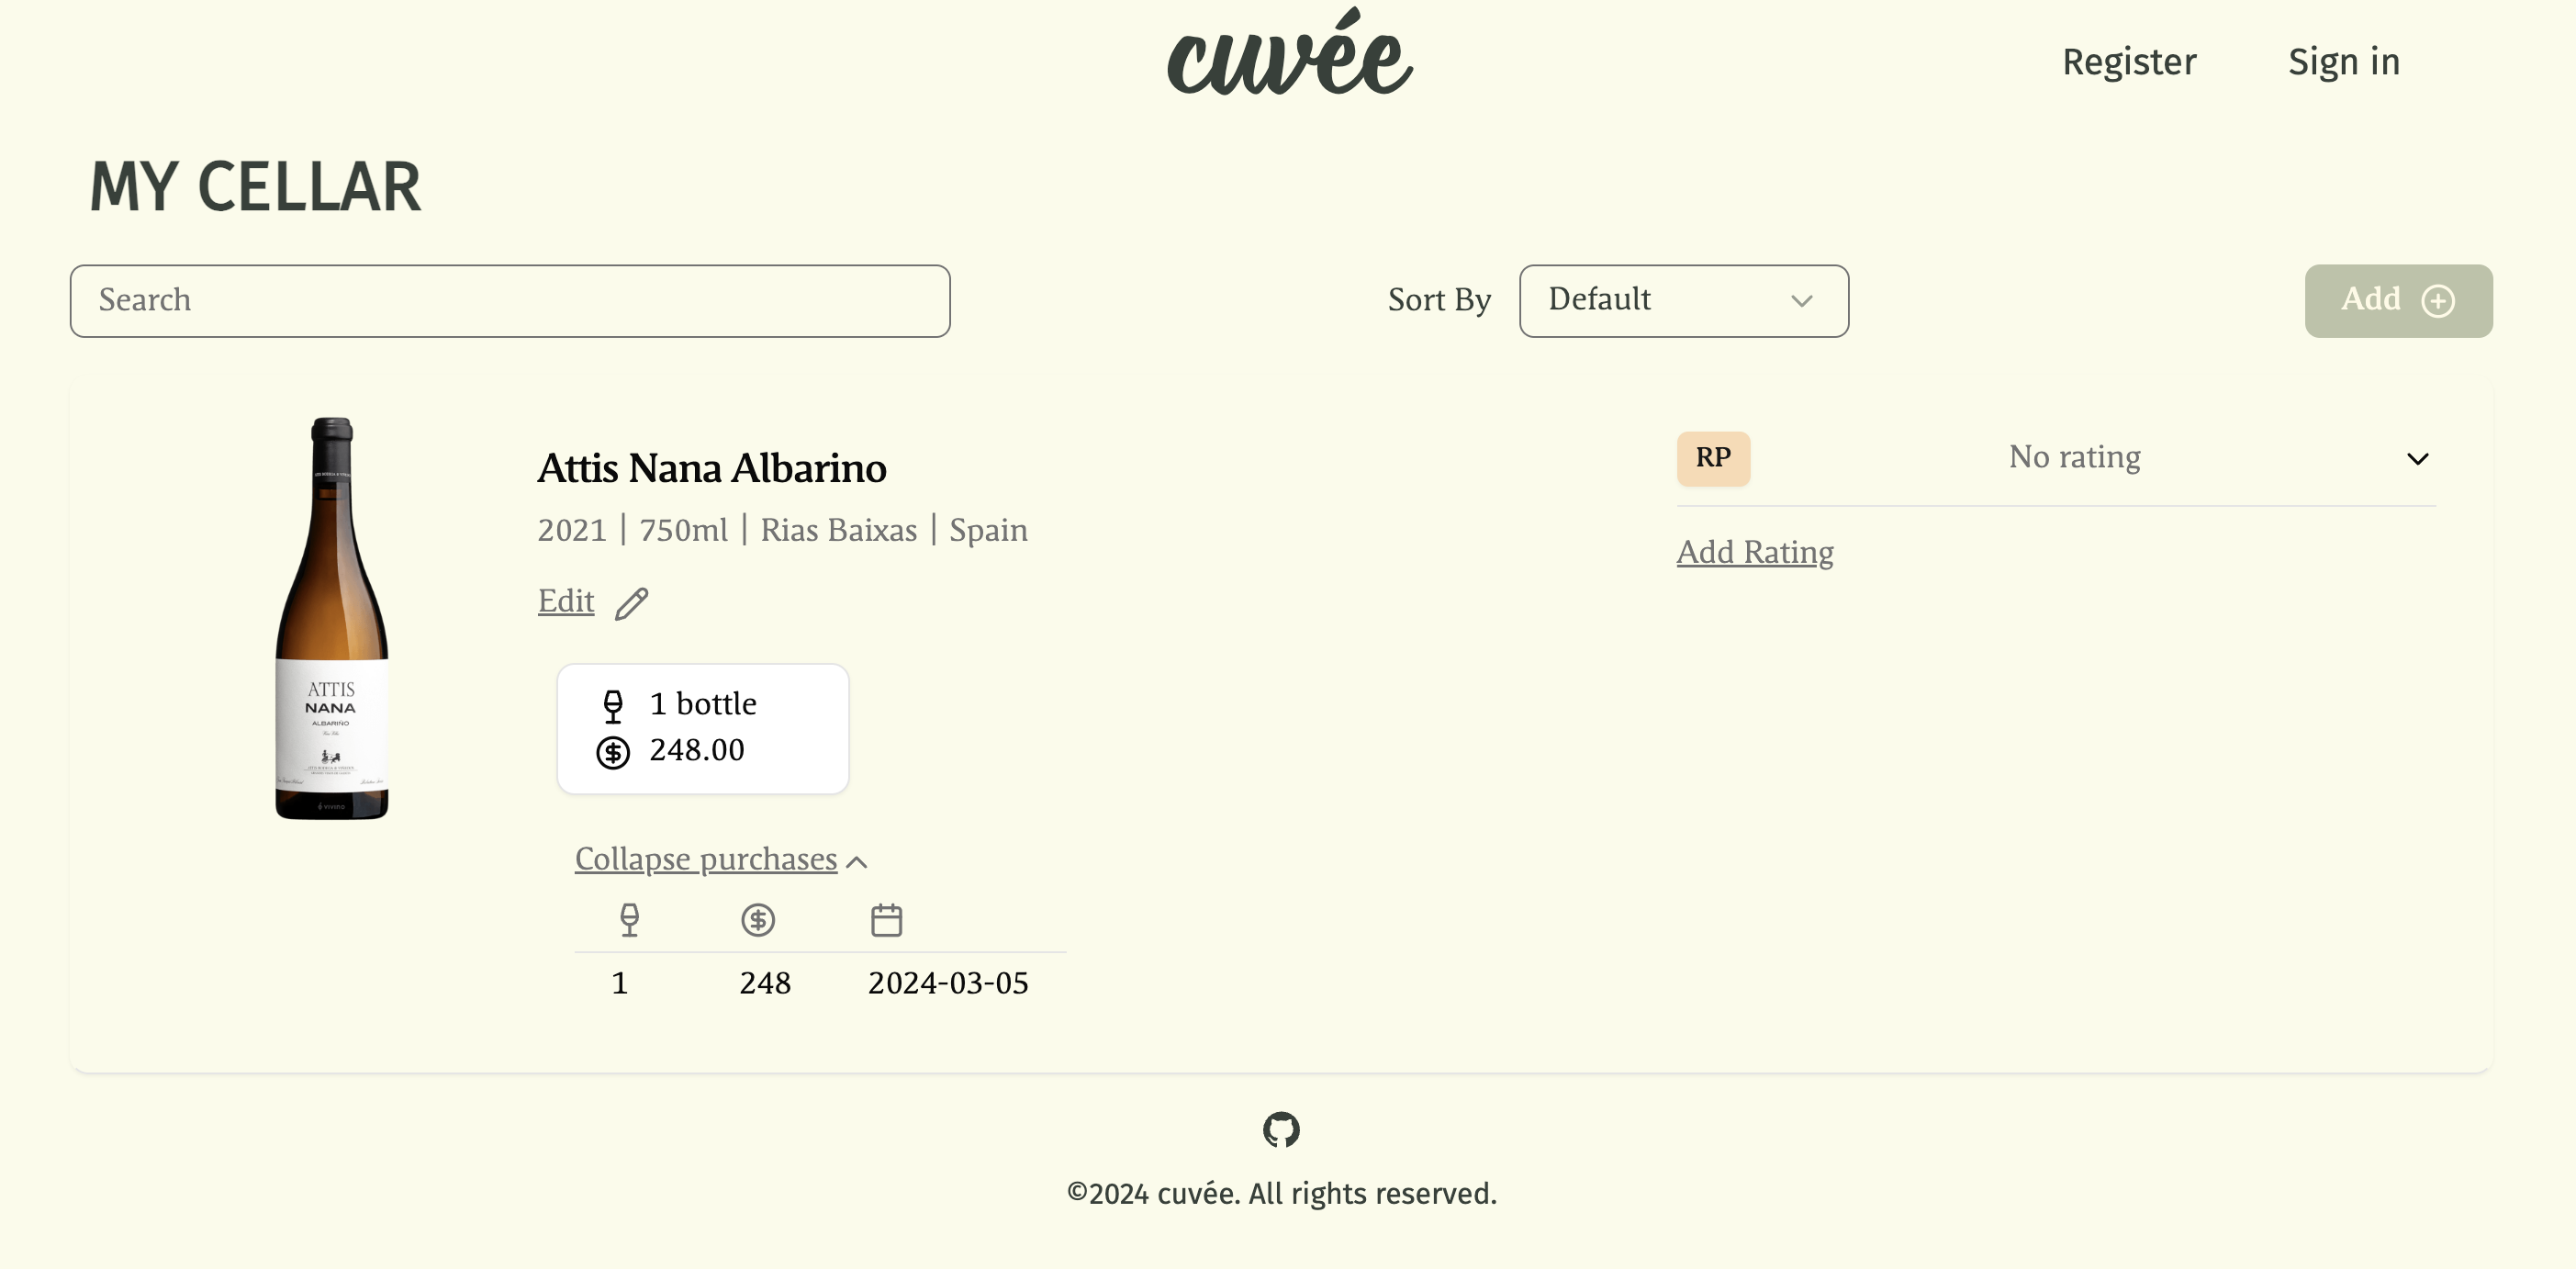 cuvée
Register
Sign in
MY CELLAR
Search
Sort By
Default
Add
Attis Nana Albarino
2021 | 750ml | Rias Baixas | Spain
Edit
1 bottle
248.00
Collapse purchases
1 248 2024-03-05
RP
No rating
Add Rating
ATTIS
NANA
ALBARIÑO
vivino
©2024 cuvée. All rights reserved.